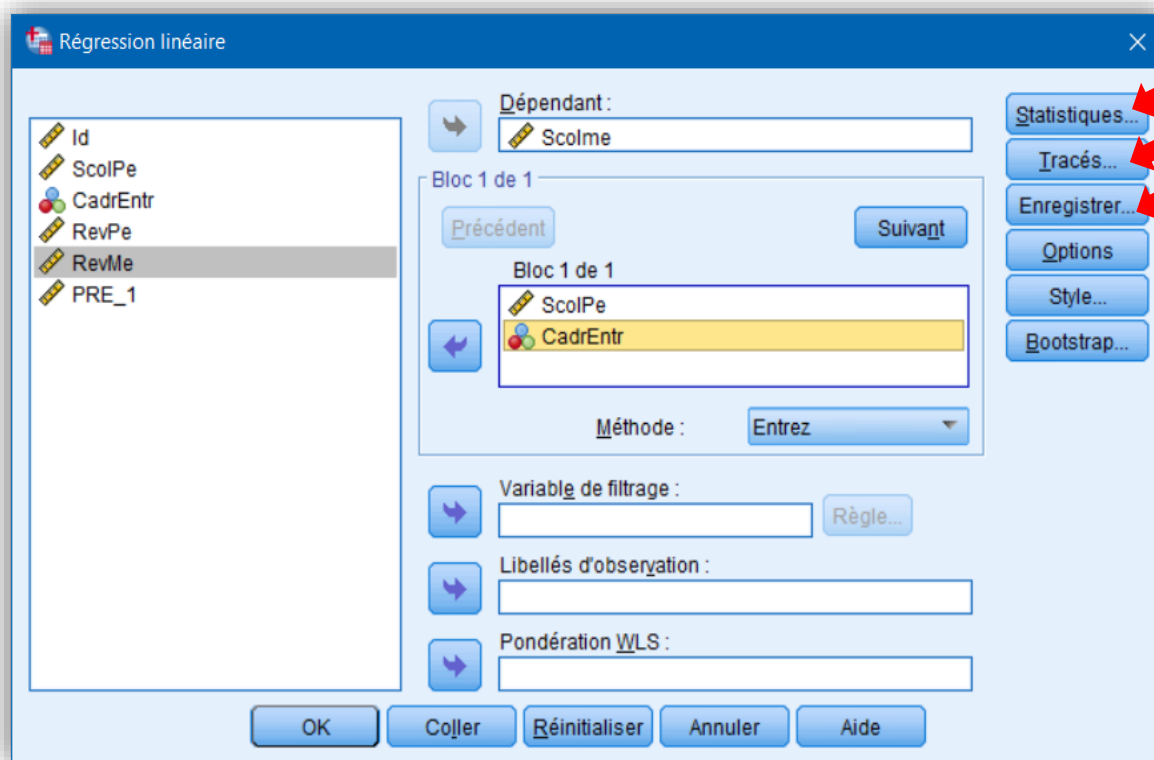 Régression linéaire
Id
ScolPe
CadrEntr
RevPe
RevMe
PRE_1
Dépendant :
Scolme
Bloc 1 de 1
Précédent
Suivant
Bloc 1 de 1
ScolPe
CadrEntr
Méthode :
Entrez
Variable de filtrage :
Règle...
Libellés d'observation :
Pondération WLS :
Statistiques...
Tracés...
Enregistrer...
Options
Style...
Bootstrap...
OK
Coller
Réinitialiser
Annuler
Aide